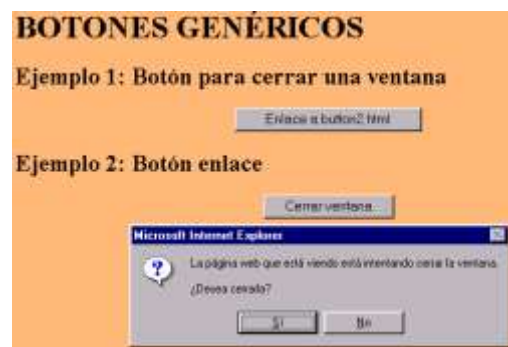 BOTONES GENÉRICOS
Ejemplo 1: Botón para cerrar una ventana
Enlace a button2.html
Ejemplo 2: Botón enlace
Cerrar ventana
Microsoft Internet Explorer
La página web que está viendo está intentando cerrar la ventana.
¿Desea cerrarla?
Sí
No